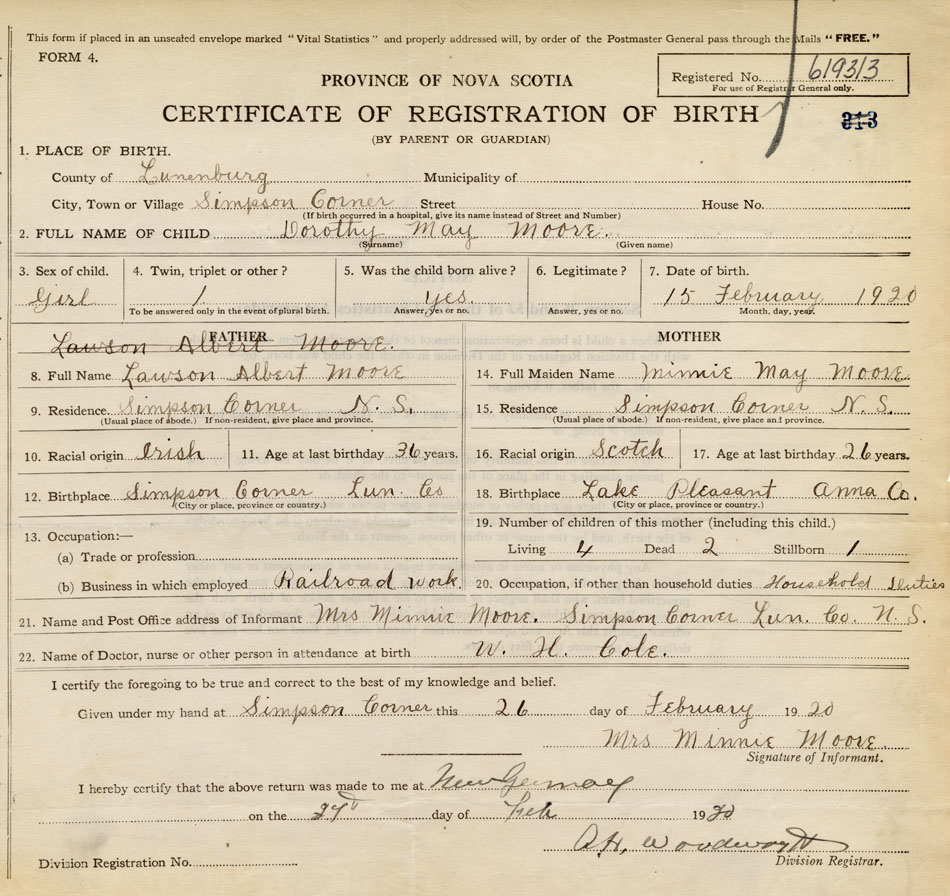 This form if placed in an unsealed envelope marked "Vital Statistics" and properly addressed will, by order of the Postmaster General pass through the Mails "FREE."
FORM 4.
Registered No. 619313
For use of Registrar General only.
PROVINCE OF NOVA SCOTIA
CERTIFICATE OF REGISTRATION OF BIRTH
313
(BY PARENT OR GUARDIAN)
1. PLACE OF BIRTH.
County of Lunenburg Municipality of
City, Town or Village Simpson Corner Street House No.
(If birth occurred in a hospital, give its name instead of Street and Number)
2. FULL NAME OF CHILD Dorothy May Moore.
(Surname) (Given name)
3. Sex of child. 4. Twin, triplet or other? 5. Was the child born alive? 6. Legitimate? 7. Date of birth.
Girl 1. yes. 15 February 1920
To be answered only in the event of plural birth. Answer, yes or no. Answer, yes or no. Month, day, year.
FATHER MOTHER
Lawson Albert Moore.
8. Full Name Lawson Albert Moore 14. Full Maiden Name Minnie May Moore.
9. Residence. Simpson Corner N. S. 15. Residence Simpson Corner N. S.
(Usual place of abode.) If non-resident, give place and province. (Usual place of abode.) If non-resident, give place and province.
10. Racial origin Irish 11. Age at last birthday 36 years. 16. Racial origin Scotch 17. Age at last birthday 26 years.
12. Birthplace Simpson Corner Lun. Co 18. Birthplace Lake Pleasant Anna Co.
(City or place, province or country.) (City or place, province or country.)
13. Occupation:— 19. Number of children of this mother (including this child.)
(a) Trade or profession Living 4 Dead 2 Stillborn 1
(b) Business in which employed Railroad work. 20. Occupation, if other than household duties Household Duties
21. Name and Post Office address of Informant Mrs Minnie Moore. Simpson Corner Lun. Co. N. S.
22. Name of Doctor, nurse or other person in attendance at birth W. H. Cole.
I certify the foregoing to be true and correct to the best of my knowledge and belief.
Given under my hand at Simpson Corner this 26 day of February 1920
Mrs Minnie Moore.
Signature of Informant.
I hereby certify that the above return was made to me at New Germany
on the 27th day of Feb 1920
Division Registration No. Division Registrar.